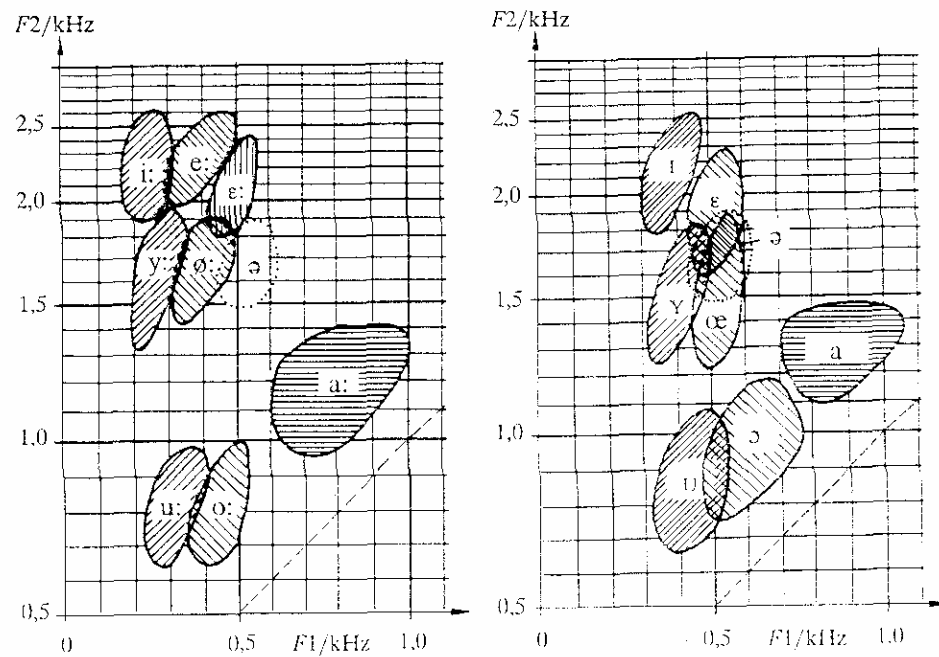 F2/kHz
2,5
2,0
1,5
1,0
0,5
i:
e:
ɛ:
y:
ø:
ə
a:
u:
o:
0
0,5
1,0
F1/kHz
F2/kHz
2,5
2,0
1,5
1,0
0,5
ɪ
ɛ
ə
ʏ
œ
a
ɔ
ʊ
0
0,5
1,0
F1/kHz